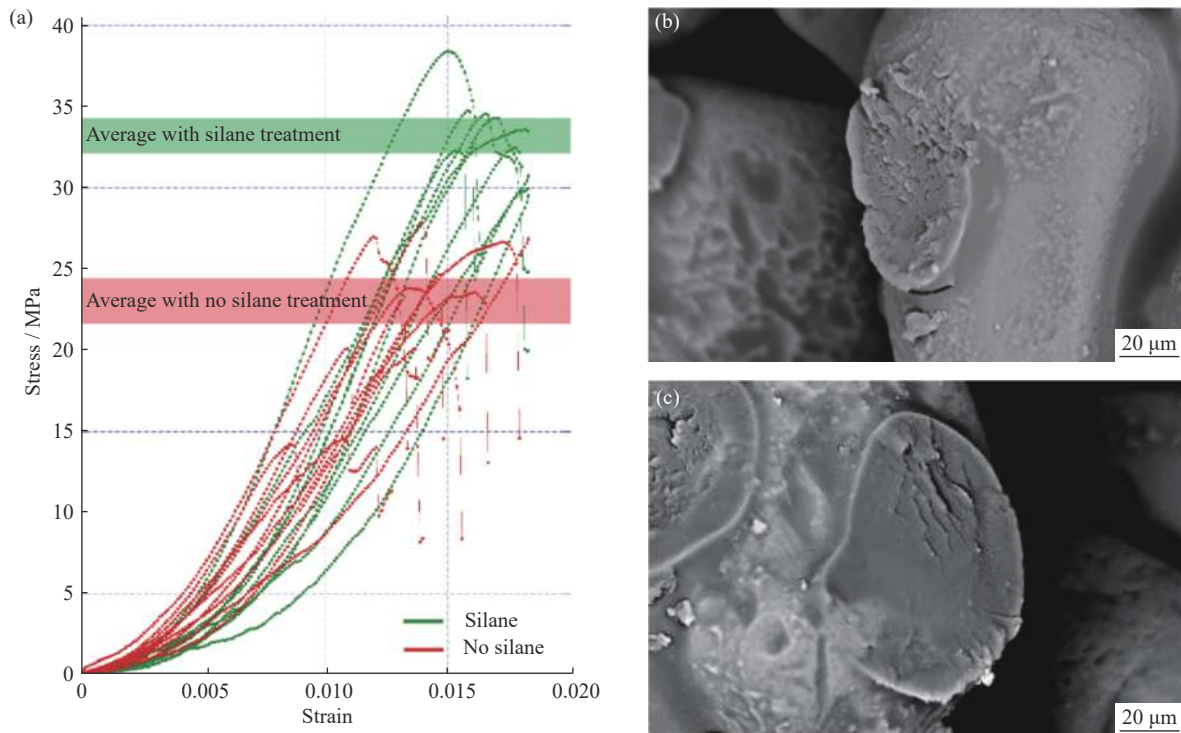 (a)
40
35
Average with silane treatment
30
25
Average with no silane treatment
20
15
10
5
0
Stress / MPa
Silane
No silane
0
0.005
0.010
0.015
0.020
Strain
(b)
20 μm
(c)
20 μm